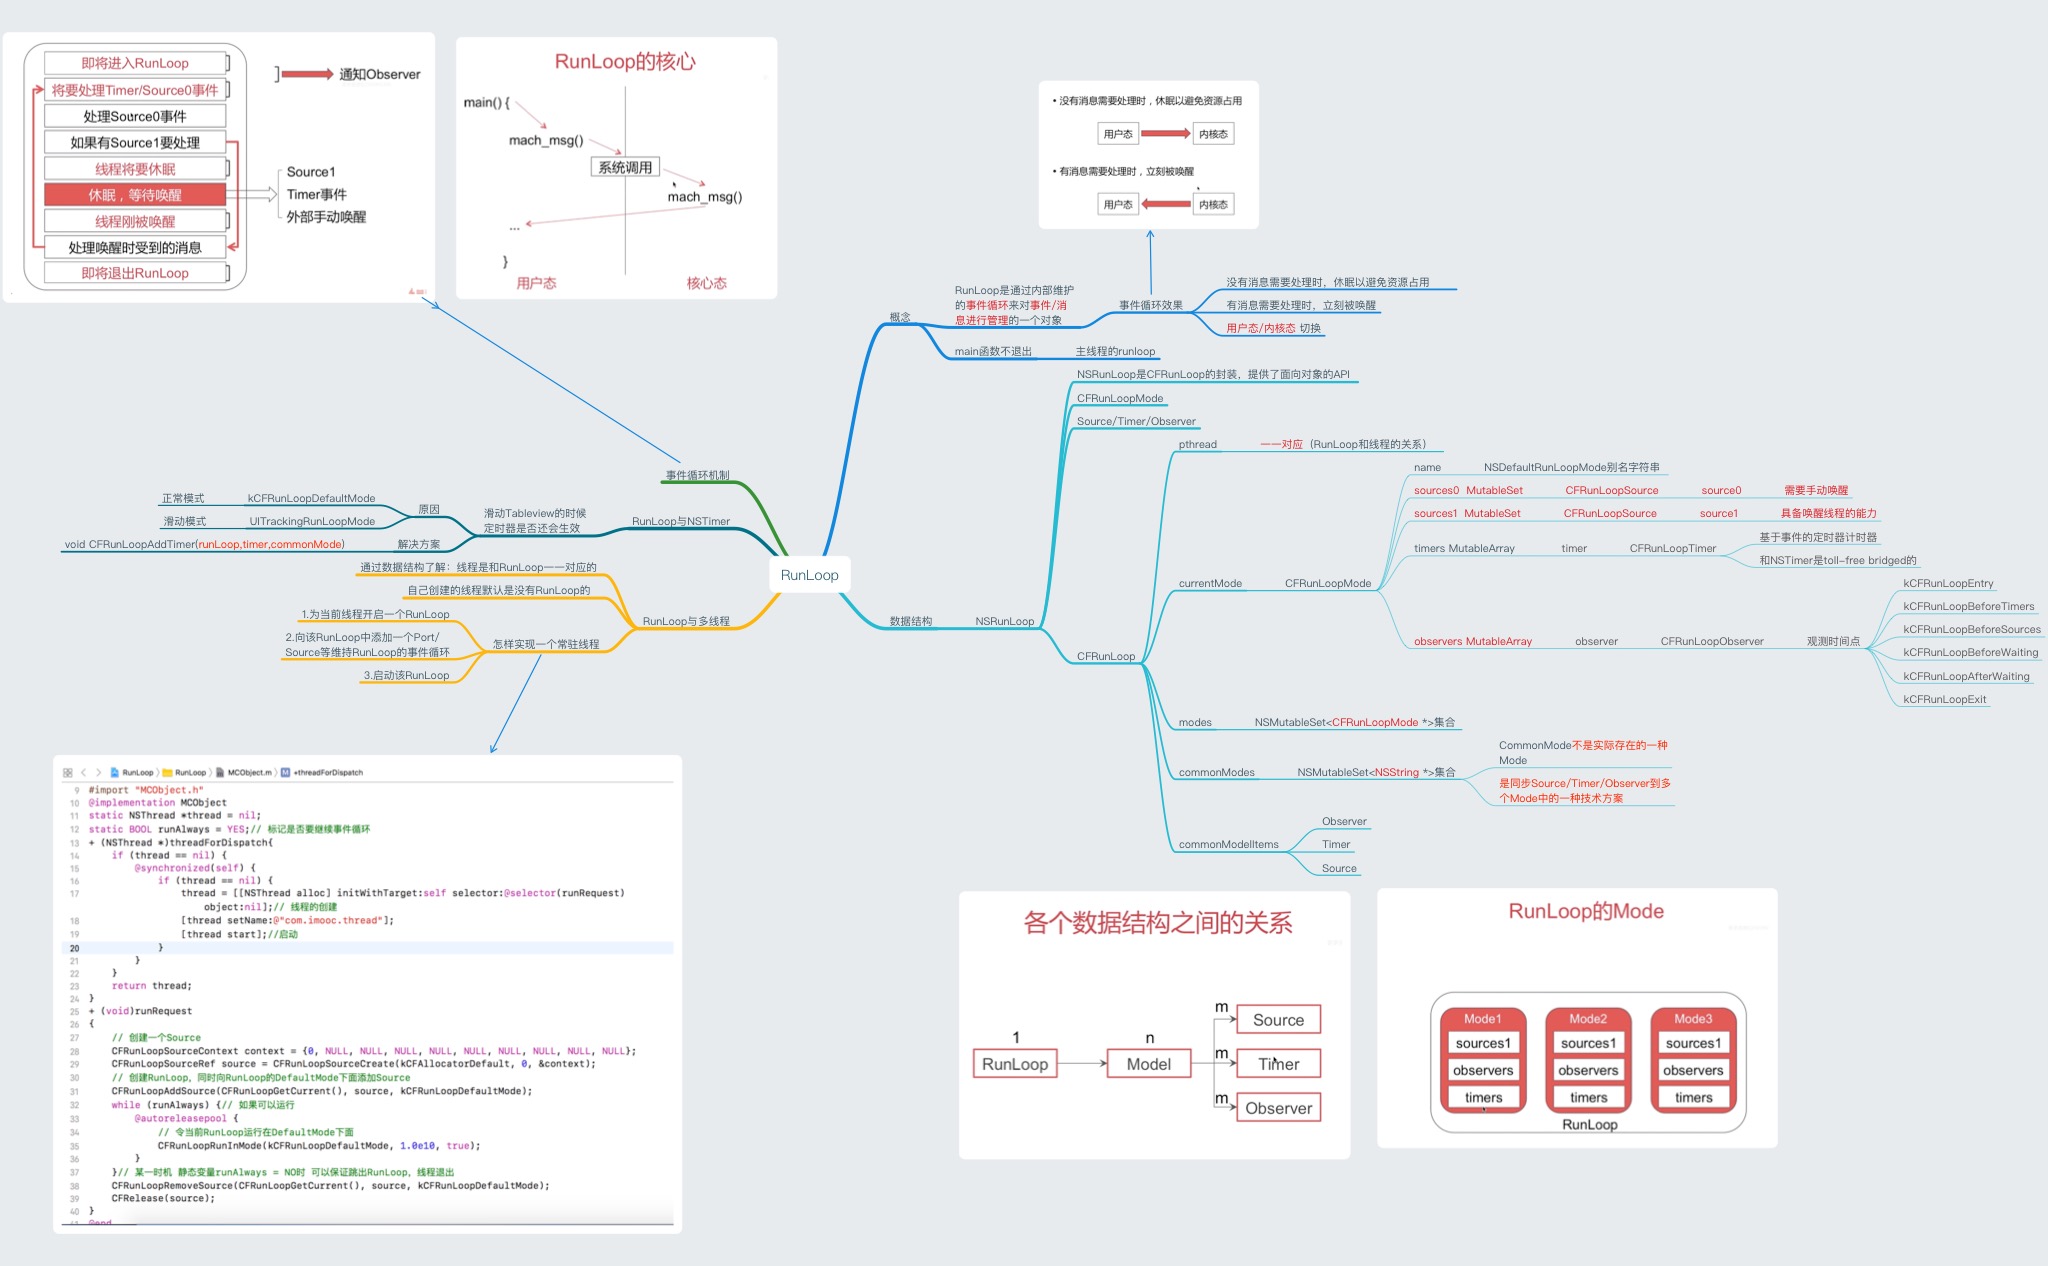 即将进入RunLoop
将要处理Timer/Source0事件
处理Source0事件
如果有Source1要处理
线程将要休眠
休眠，等待唤醒
线程刚被唤醒
处理唤醒时受到的消息
即将退出RunLoop
通知Observer
Source1
Timer事件
外部手动唤醒
RunLoop的核心
main() {
mach_msg()
系统调用
mach_msg()
...
}
用户态
核心态
• 没有消息需要处理时，休眠以避免资源占用
用户态
内核态
• 有消息需要处理时，立刻被唤醒
用户态
内核态
RunLoop
概念
RunLoop是通过内部维护
的事件循环来对事件/消
息进行管理的一个对象
事件循环效果
没有消息需要处理时，休眠以避免资源占用
有消息需要处理时，立刻被唤醒
用户态/内核态 切换
main函数不退出
主线程的runloop
数据结构
NSRunLoop
NSRunLoop是CFRunLoop的封装，提供了面向对象的API
CFRunLoopMode
Source/Timer/Observer
CFRunLoop
pthread
一一对应（RunLoop和线程的关系）
currentMode
CFRunLoopMode
name
NSDefaultRunLoopMode别名字符串
sources0 MutableSet
CFRunLoopSource
source0
需要手动唤醒
sources1 MutableSet
CFRunLoopSource
source1
具备唤醒线程的能力
timers MutableArray
timer
CFRunLoopTimer
基于事件的定时器计时器
和NSTimer是toll-free bridged的
observers MutableArray
observer
CFRunLoopObserver
观测时间点
kCFRunLoopEntry
kCFRunLoopBeforeTimers
kCFRunLoopBeforeSources
kCFRunLoopBeforeWaiting
kCFRunLoopAfterWaiting
kCFRunLoopExit
modes
NSMutableSet<CFRunLoopMode *>集合
commonModes
NSMutableSet<NSString *>集合
CommonMode不是实际存在的一种
Mode
是同步Source/Timer/Observer到多
个Mode中的一种技术方案
commonModelItems
Observer
Timer
Source
事件循环机制
RunLoop与NSTimer
滑动Tableview的时候
定时器是否还会生效
原因
kCFRunLoopDefaultMode
正常模式
UITrackingRunLoopMode
滑动模式
解决方案
void CFRunLoopAddTimer(runLoop,timer,commonMode)
RunLoop与多线程
通过数据结构了解：线程是和RunLoop一一对应的
自己创建的线程默认是没有RunLoop的
怎样实现一个常驻线程
1.为当前线程开启一个RunLoop
2.向该RunLoop中添加一个Port/
Source等维持RunLoop的事件循环
3.启动该RunLoop
RunLoop 〉 RunLoop 〉 MCObject.m 〉 M +threadForDispatch
9 #import "MCObject.h"
10 @implementation MCObject
11 static NSThread *thread = nil;
12 static BOOL runAlways = YES;// 标记是否要继续事件循环
13 + (NSThread *)threadForDispatch{
14 if (thread == nil) {
15 @synchronized(self) {
16 if (thread == nil) {
17 thread = [[NSThread alloc] initWithTarget:self selector:@selector(runRequest)
object:nil];// 线程的创建
18 [thread setName:@"com.imooc.thread"];
19 [thread start];//启动
20 }
21 }
22 }
23 return thread;
24 }
25 + (void)runRequest
26 {
27 // 创建一个Source
28 CFRunLoopSourceContext context = {0, NULL, NULL, NULL, NULL, NULL, NULL, NULL, NULL, NULL};
29 CFRunLoopSourceRef source = CFRunLoopSourceCreate(kCFAllocatorDefault, 0, &context);
30 // 创建RunLoop，同时向RunLoop的DefaultMode下面添加Source
31 CFRunLoopAddSource(CFRunLoopGetCurrent(), source, kCFRunLoopDefaultMode);
32 while (runAlways) {// 如果可以运行
33 @autoreleasepool {
34 // 令当前RunLoop运行在DefaultMode下面
35 CFRunLoopRunInMode(kCFRunLoopDefaultMode, 1.0e10, true);
36 }
37 }// 某一时机 静态变量runAlways = NO时 可以保证跳出RunLoop，线程退出
38 CFRunLoopRemoveSource(CFRunLoopGetCurrent(), source, kCFRunLoopDefaultMode);
39 CFRelease(source);
40 }
41 @end
各个数据结构之间的关系
1
RunLoop
n
Model
m
Source
m
Timer
m
Observer
RunLoop的Mode
Mode1
sources1
observers
timers
Mode2
sources1
observers
timers
Mode3
sources1
observers
timers
RunLoop